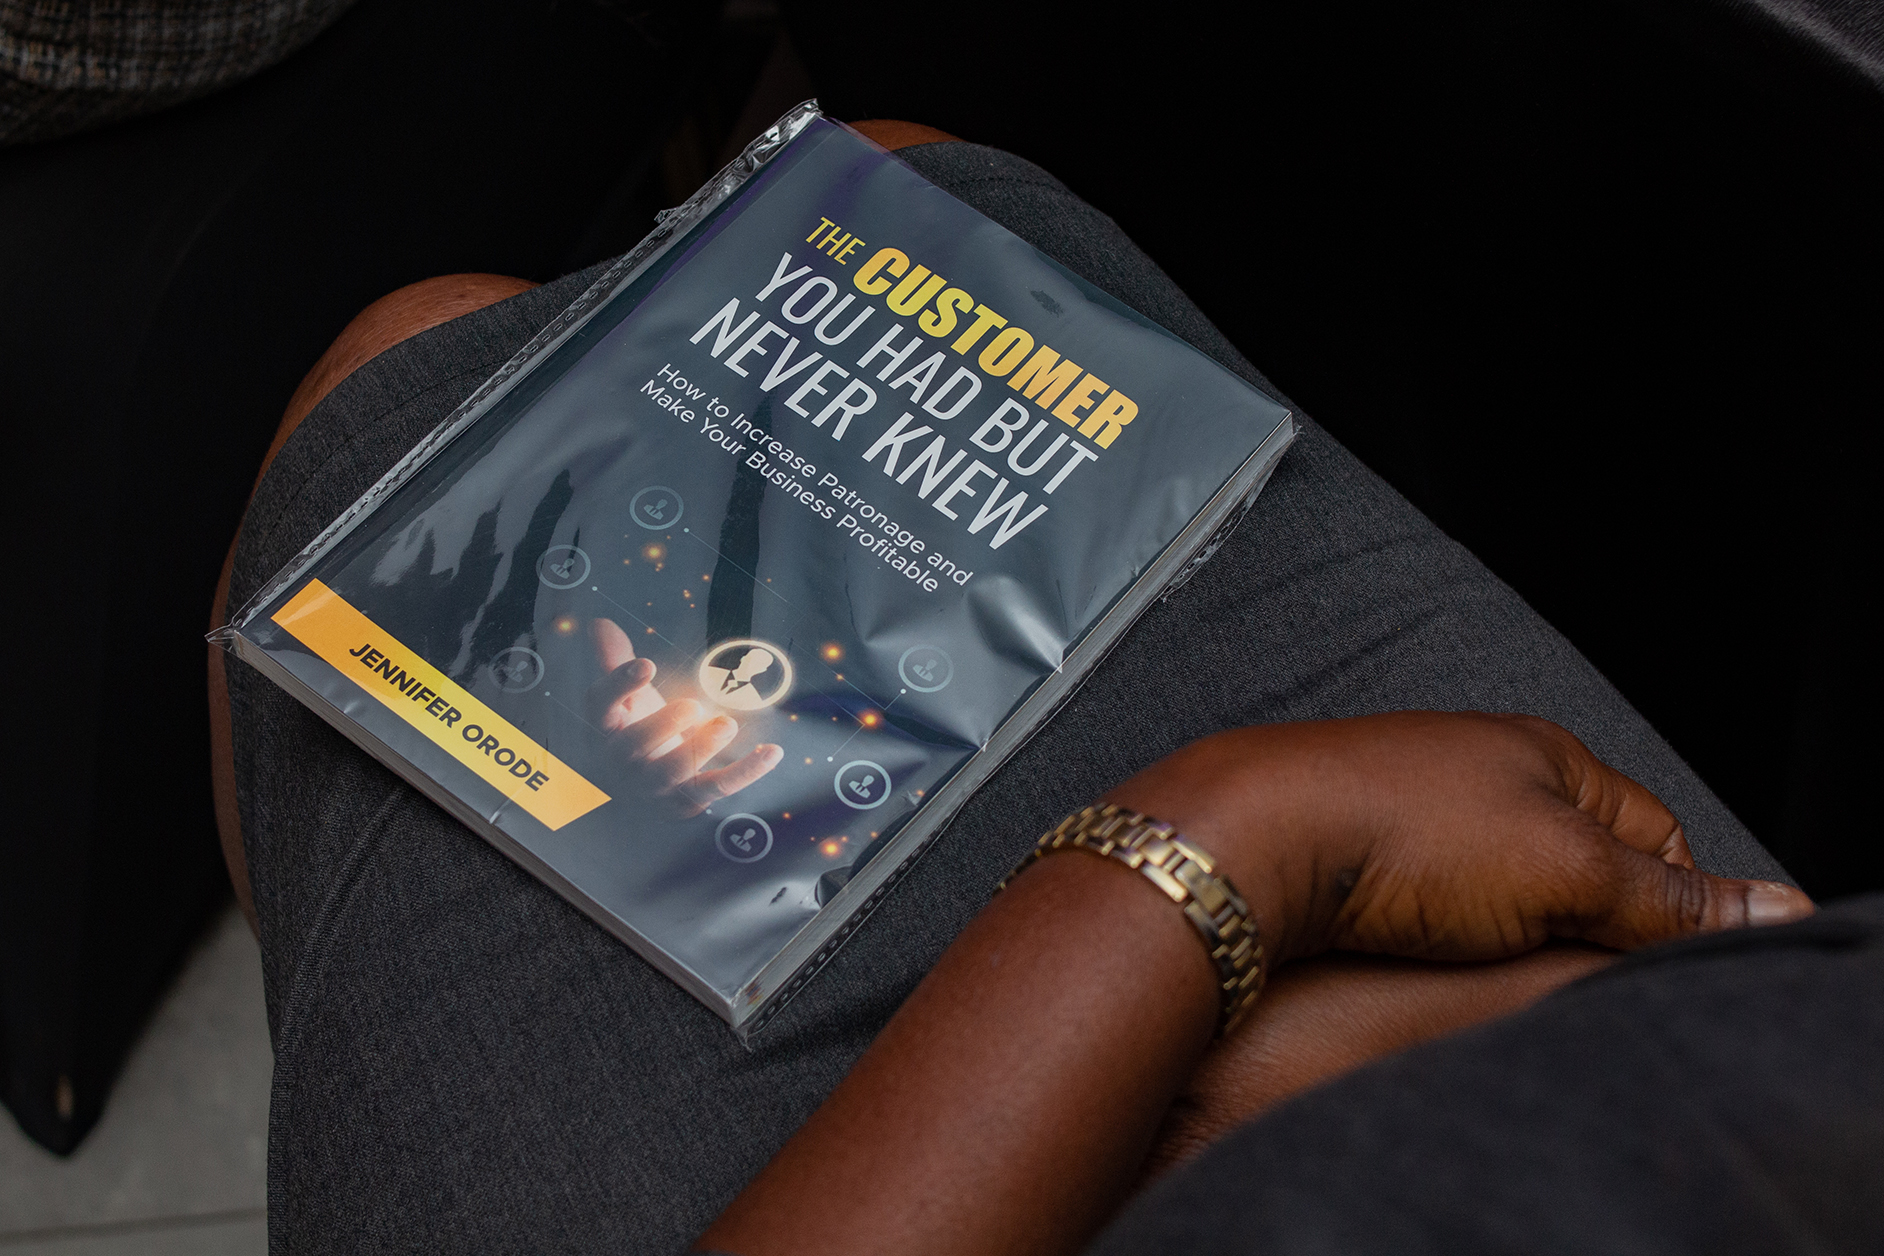 THE CUSTOMER
YOU HAD BUT
NEVER KNEW
How to Increase Patronage and
Make Your Business Profitable
JENNIFER ORODE